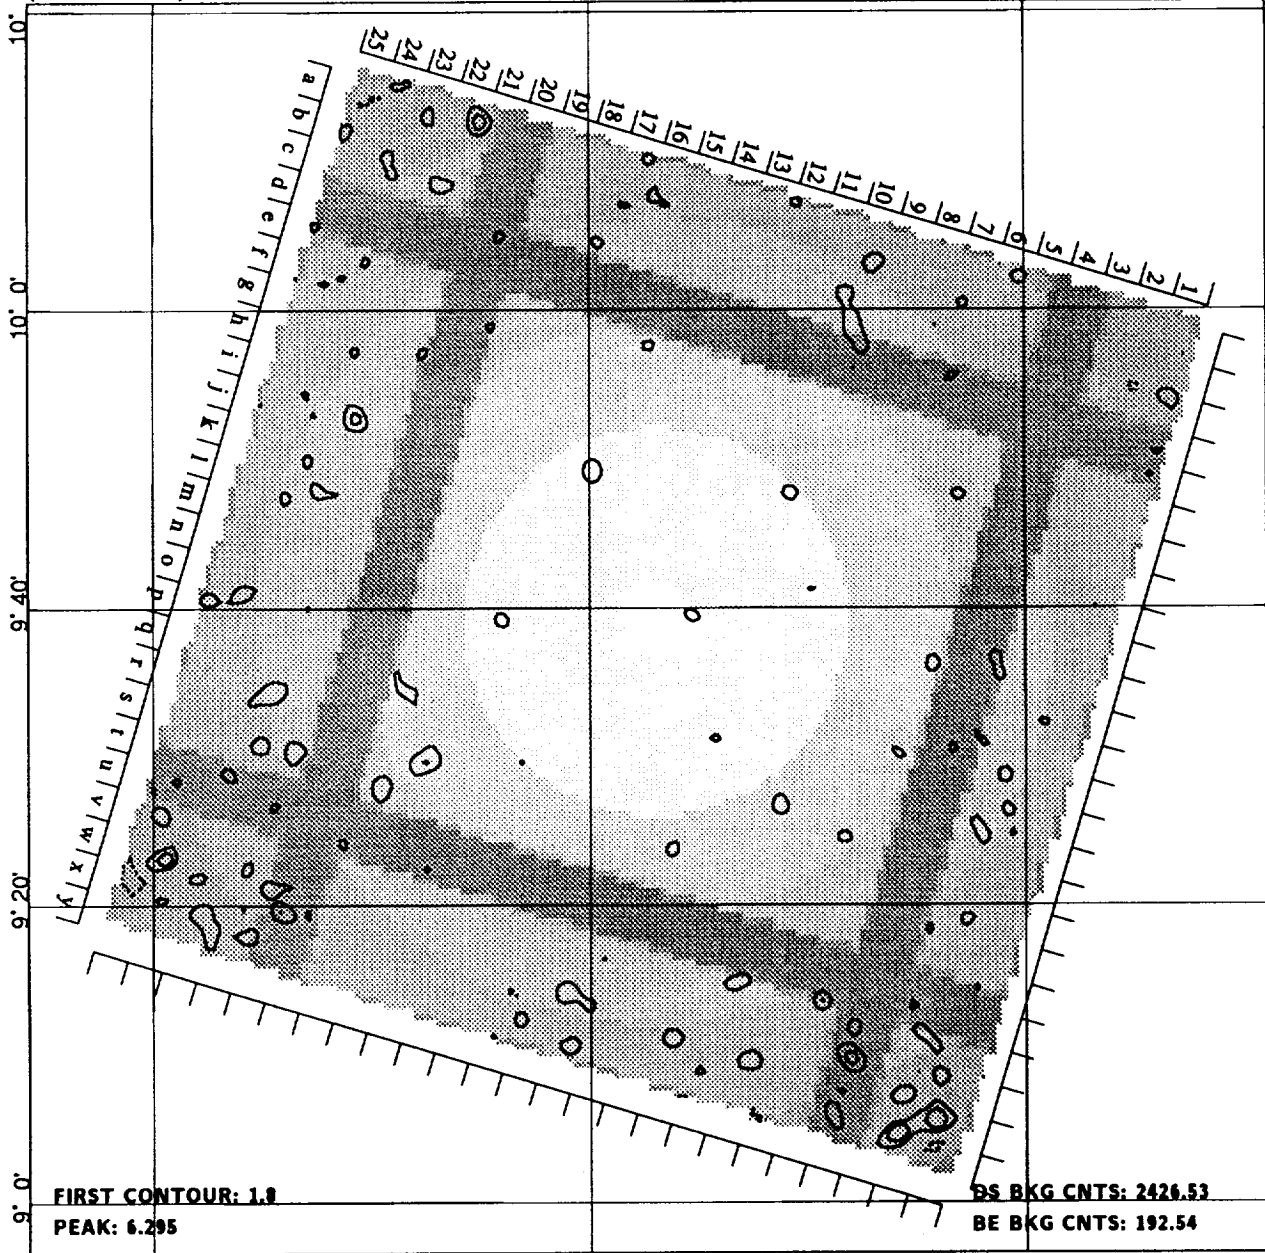 25 24 23 22 21 20 19 18 17 16 15 14 13 12 11 10 9 8 7 6 5 4 3 2 1
a b c d e f g h i j k l m n o p q r s t u v w x y
10°
10° 0'
9° 40'
9° 20'
9° 0'
FIRST CONTOUR: 1.8
PEAK: 6.295
DS BKG CNTS: 2426.53
BE BKG CNTS: 192.54